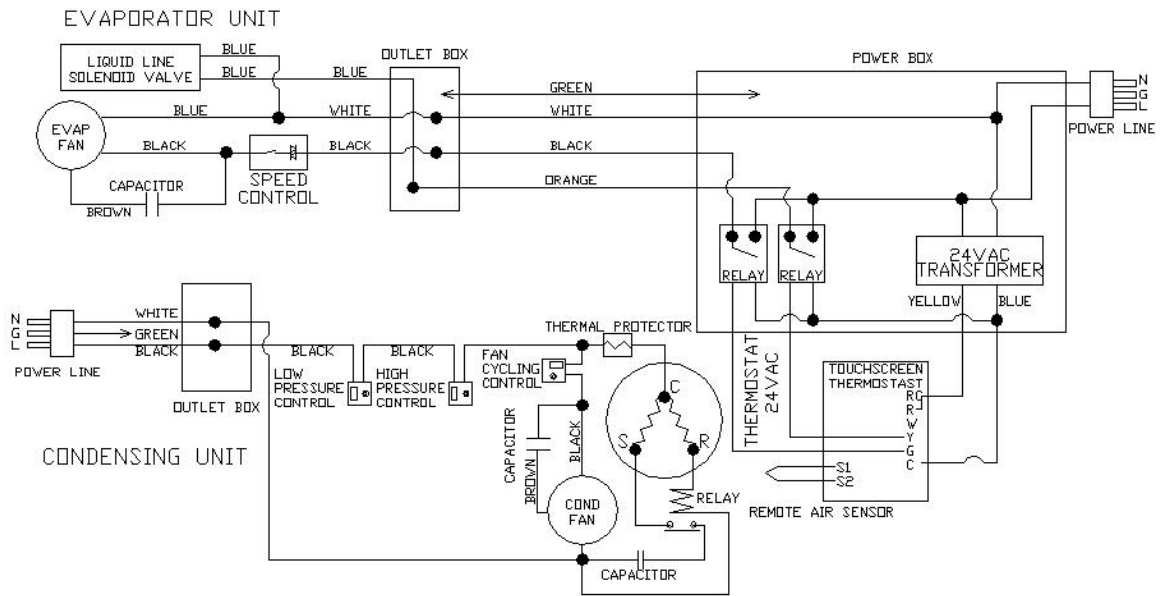 EVAPORATOR UNIT
LIQUID LINE
SOLENOID VALVE
BLUE
BLUE
BLUE
OUTLET BOX
POWER BOX
GREEN
N
G
L
POWER LINE
EVAP
FAN
BLUE
WHITE
WHITE
BLACK
BLACK
BLACK
SPEED
CONTROL
CAPACITOR
BROWN
ORANGE
RELAY
RELAY
24VAC
TRANSFORMER
YELLOW
BLUE
N
G
L
POWER LINE
WHITE
GREEN
BLACK
OUTLET BOX
BLACK
LOW
PRESSURE
CONTROL
BLACK
HIGH
PRESSURE
CONTROL
FAN
CYCLING
CONTROL
THERMAL PROTECTOR
THERMOSTAT
24VAC
TOUCHSCREEN
THERMOSTAST
RC
R
W
Y
G
C
S1
S2
REMOTE AIR SENSOR
CONDENSING UNIT
CAPACITOR
BROWN
BLACK
COND
FAN
C
S
R
RELAY
CAPACITOR